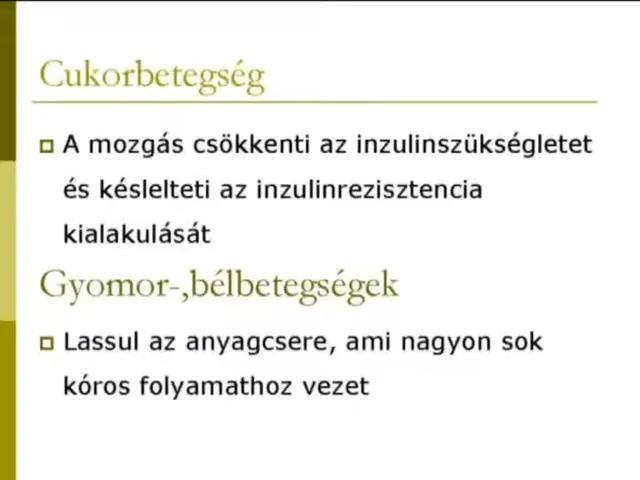 Cukorbetegség
A mozgás csökkenti az inzulinszükségletet
és késlelteti az inzulinrezisztencia
kialakulását
Gyomor-,bélbetegségek
Lassul az anyagcsere, ami nagyon sok
kóros folyamathoz vezet